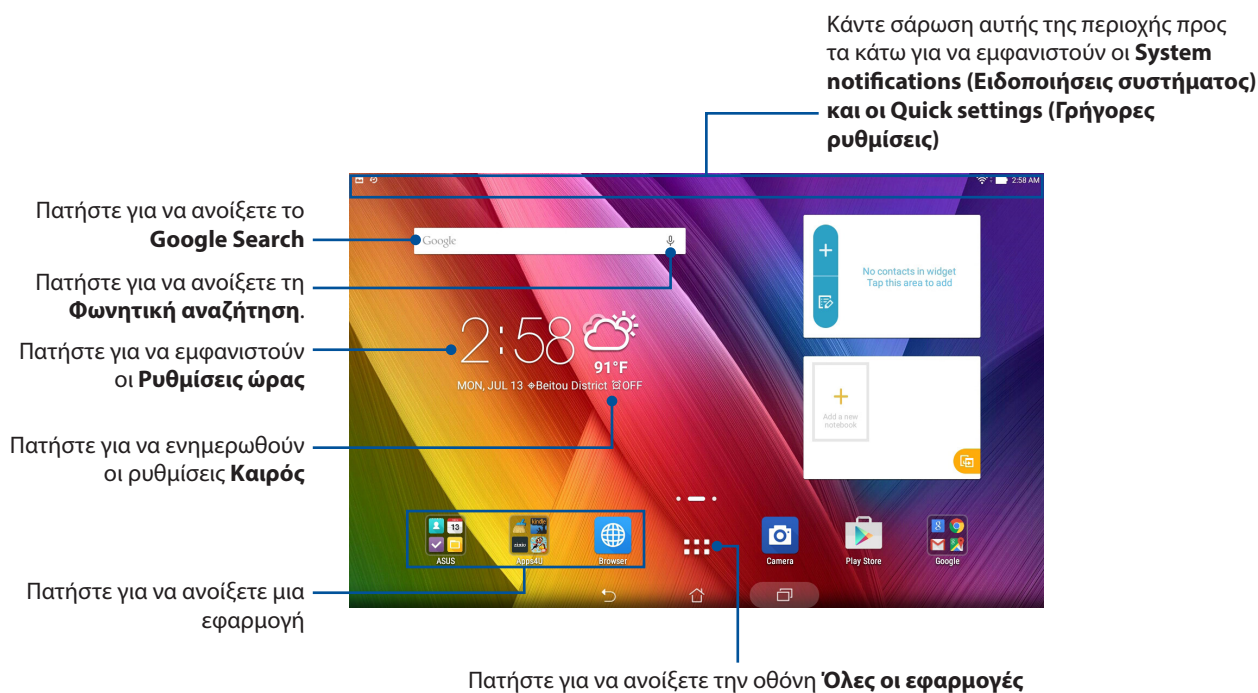 Κάντε σάρωση αυτής της περιοχής προς
τα κάτω για να εμφανιστούν οι System
notifications (Ειδοποιήσεις συστήματος)
και οι Quick settings (Γρήγορες
ρυθμίσεις)
2:58 AM
Πατήστε για να ανοίξετε το
Google Search
Google
Πατήστε για να ανοίξετε τη
Φωνητική αναζήτηση.
No contacts in widget
Tap this area to add
Πατήστε για να εμφανιστούν
οι Ρυθμίσεις ώρας
2:58
91°F
MON, JUL 13 Beitou District OFF
Add a new
notebook
Πατήστε για να ενημερωθούν
οι ρυθμίσεις Καιρός
13
kindle
zinio
8
ASUS
Apps4U
Browser
Camera
Play Store
Google
Πατήστε για να ανοίξετε μια
εφαρμογή
Πατήστε για να ανοίξετε την οθόνη Όλες οι εφαρμογές